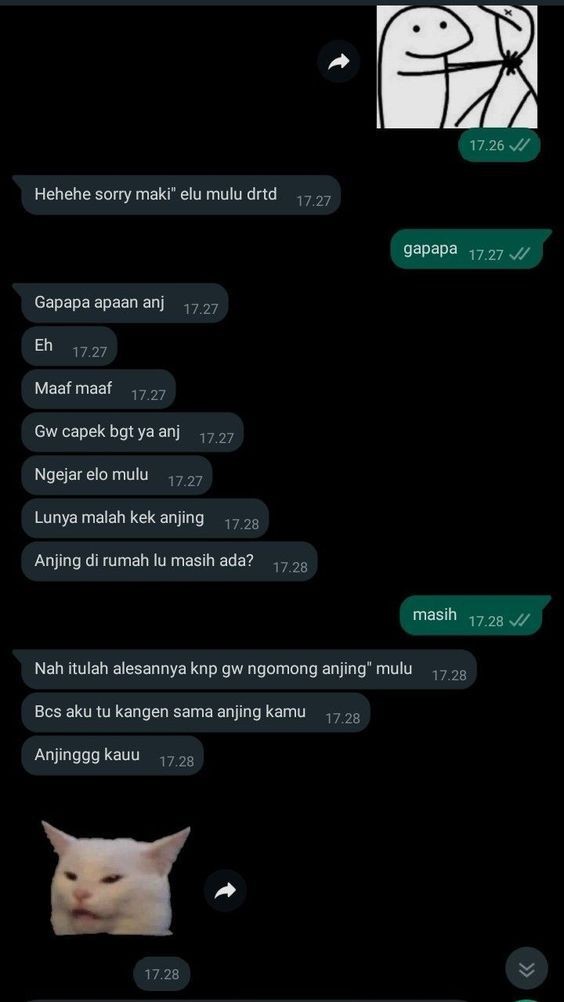 17.26
Hehehe sorry maki" elu mulu drtd 17.27
gapapa 17.27
Gapapa apaan anj 17.27
Eh 17.27
Maaf maaf 17.27
Gw capek bgt ya anj 17.27
Ngejar elo mulu 17.27
Lunya malah kek anjing 17.28
Anjing di rumah lu masih ada? 17.28
masih 17.28
Nah itulah alesannya knp gw ngomong anjing" mulu 17.28
Bcs aku tu kangen sama anjing kamu 17.28
Anjinggg kauu 17.28
17.28